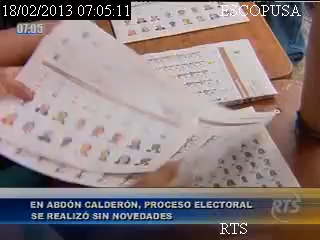 18/02/2013 07:05:11
ESCOPUSA
07:05
EN ABDÓN CALDERÓN, PROCESO ELECTORAL
SE REALIZÓ SIN NOVEDADES
RTS
RTS